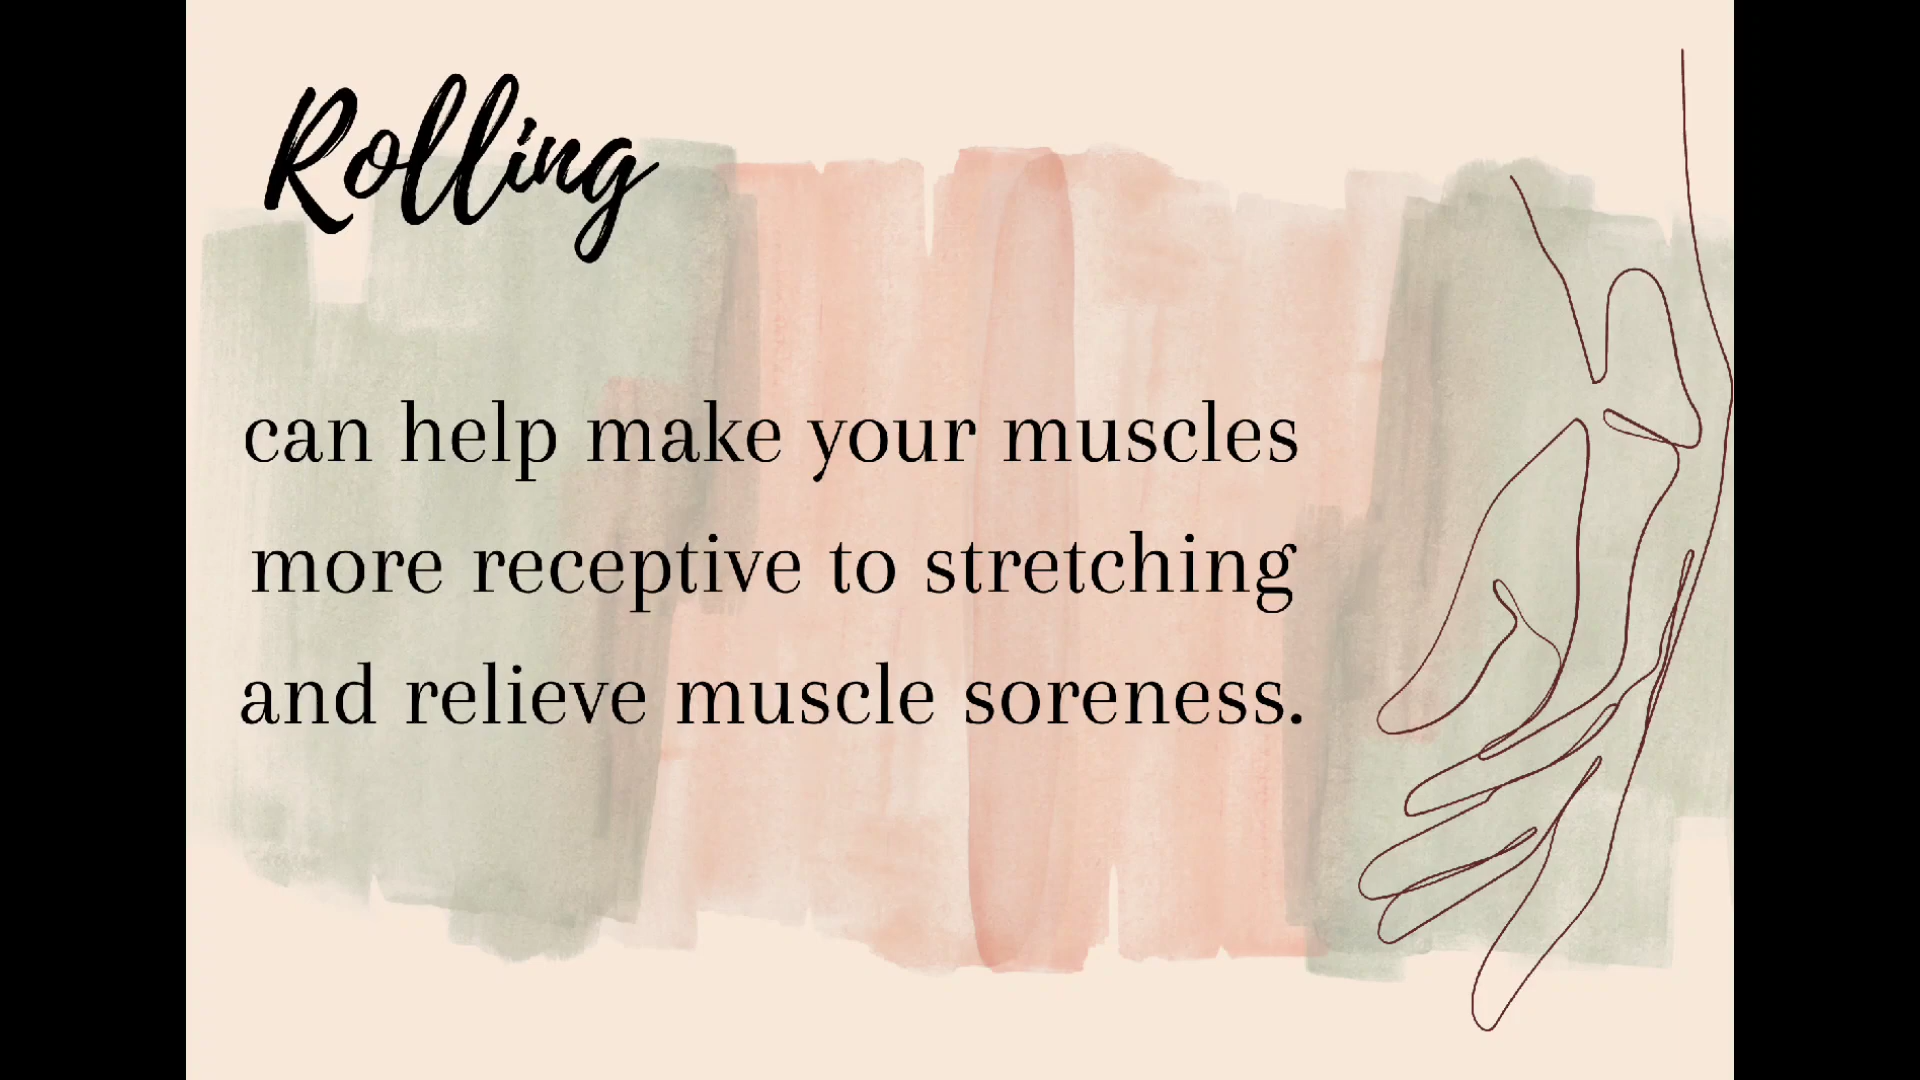 Rolling
can help make your muscles
more receptive to stretching
and relieve muscle soreness.